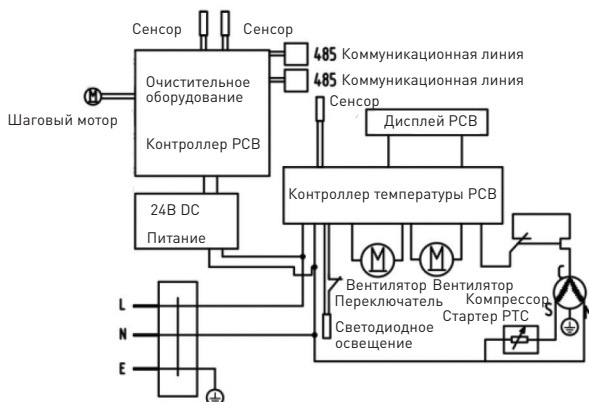 Сенсор
Сенсор
485 Коммуникационная линия
485 Коммуникационная линия
Очистительное
оборудование
Контроллер PCB
M
Шаговый мотор
Сенсор
Дисплей PCB
Контроллер температуры PCB
24В DC
Питание
M
M
Вентилятор
Вентилятор
Переключатель
Компрессор
Стартер PTC
C
S
Светодиодное
освещение
L
N
E